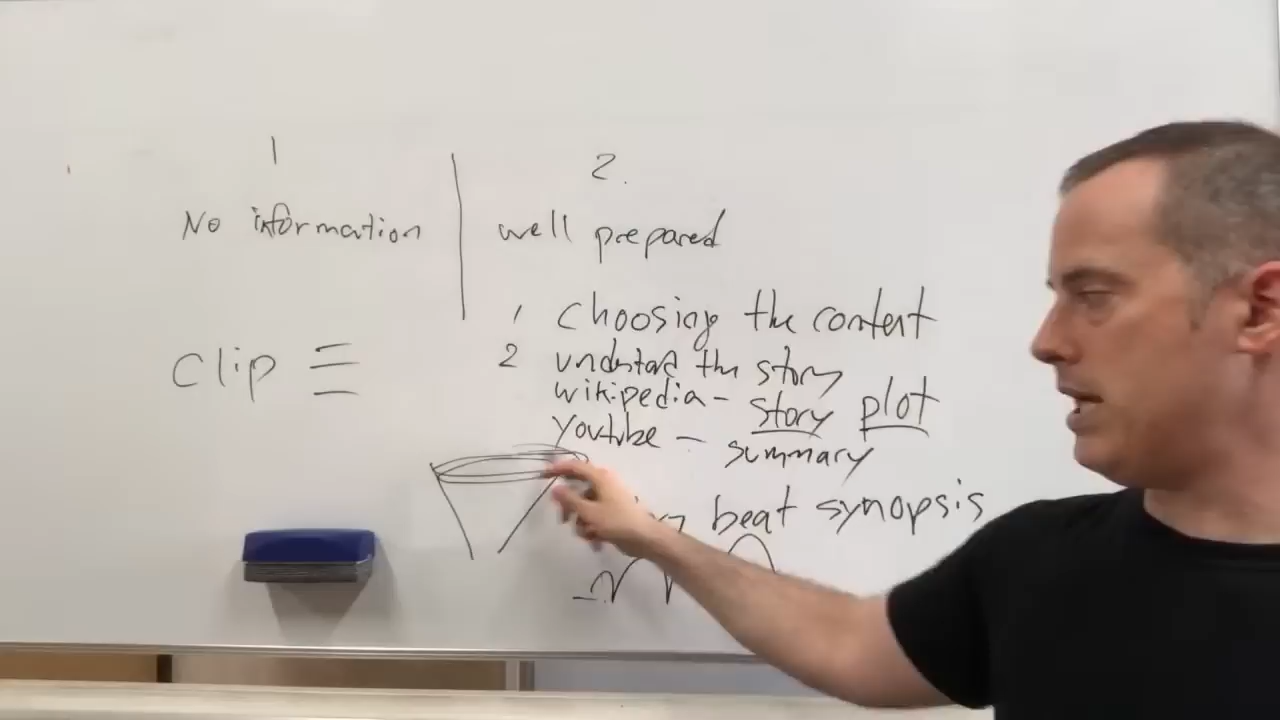 1
No information
clip
2.
well prepared
1 choosing the content
2 understand the story
wikipedia - story plot
youtube - summary
beat synopsis